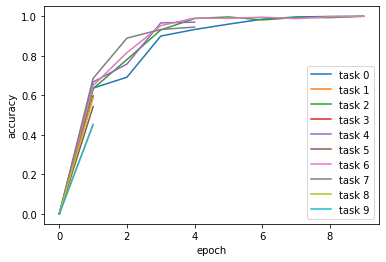 1.0
0.8
0.6
0.4
0.2
0.0
accuracy
task 0
task 1
task 2
task 3
task 4
task 5
task 6
task 7
task 8
task 9
0 2 4 6 8
epoch